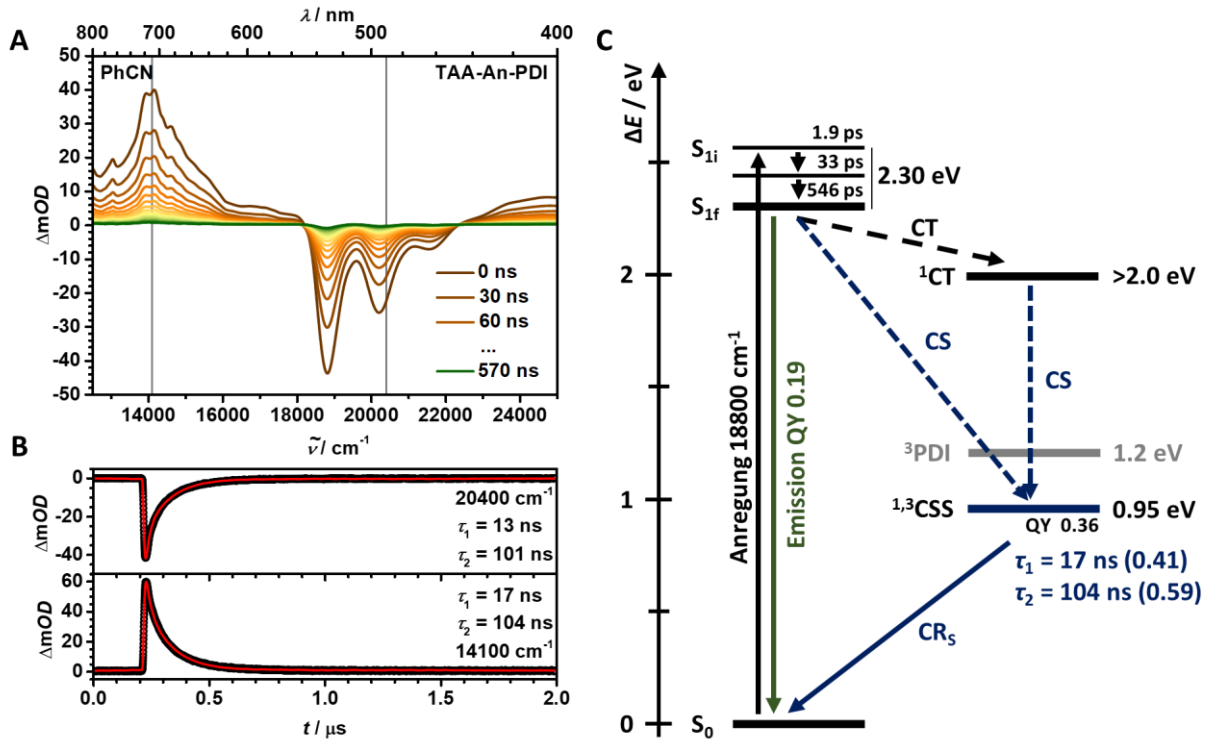 A
λ / nm
800 700 600 500 400
PhCN
TAA-An-PDI
50
40
30
20
10
0
-10
-20
-30
-40
-50
ΔmOD
0 ns
30 ns
60 ns
...
570 ns
14000 16000 18000 20000 22000 24000
ν̃ / cm⁻¹
B
0
-20
-40
ΔmOD
20400 cm⁻¹
τ₁ = 13 ns
τ₂ = 101 ns
60
40
20
0
ΔmOD
τ₁ = 17 ns
τ₂ = 104 ns
14100 cm⁻¹
0.0 0.5 1.0 1.5 2.0
t / μs
C
ΔE / eV
2
1
0
S₁ᵢ
1.9 ps
33 ps
546 ps
2.30 eV
S₁f
CT
¹CT
>2.0 eV
CS
CS
Anregung 18800 cm⁻¹
Emission QY 0.19
³PDI
1.2 eV
¹,³CSS
0.95 eV
QY 0.36
τ₁ = 17 ns (0.41)
τ₂ = 104 ns (0.59)
CRₛ
S₀